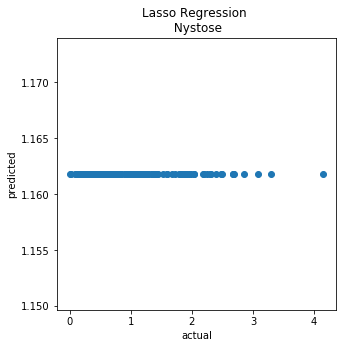 Lasso Regression
Nystose
1.170
1.165
1.160
1.155
1.150
predicted
0
1
2
3
4
actual